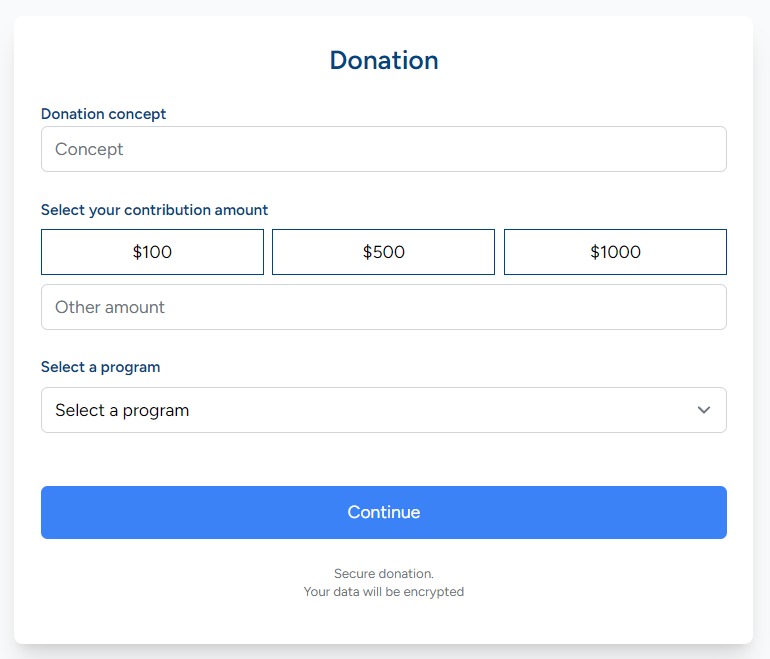 Donation
Donation concept
Concept
Select your contribution amount
$100 $500 $1000
Other amount
Select a program
Select a program
Continue
Secure donation.
Your data will be encrypted